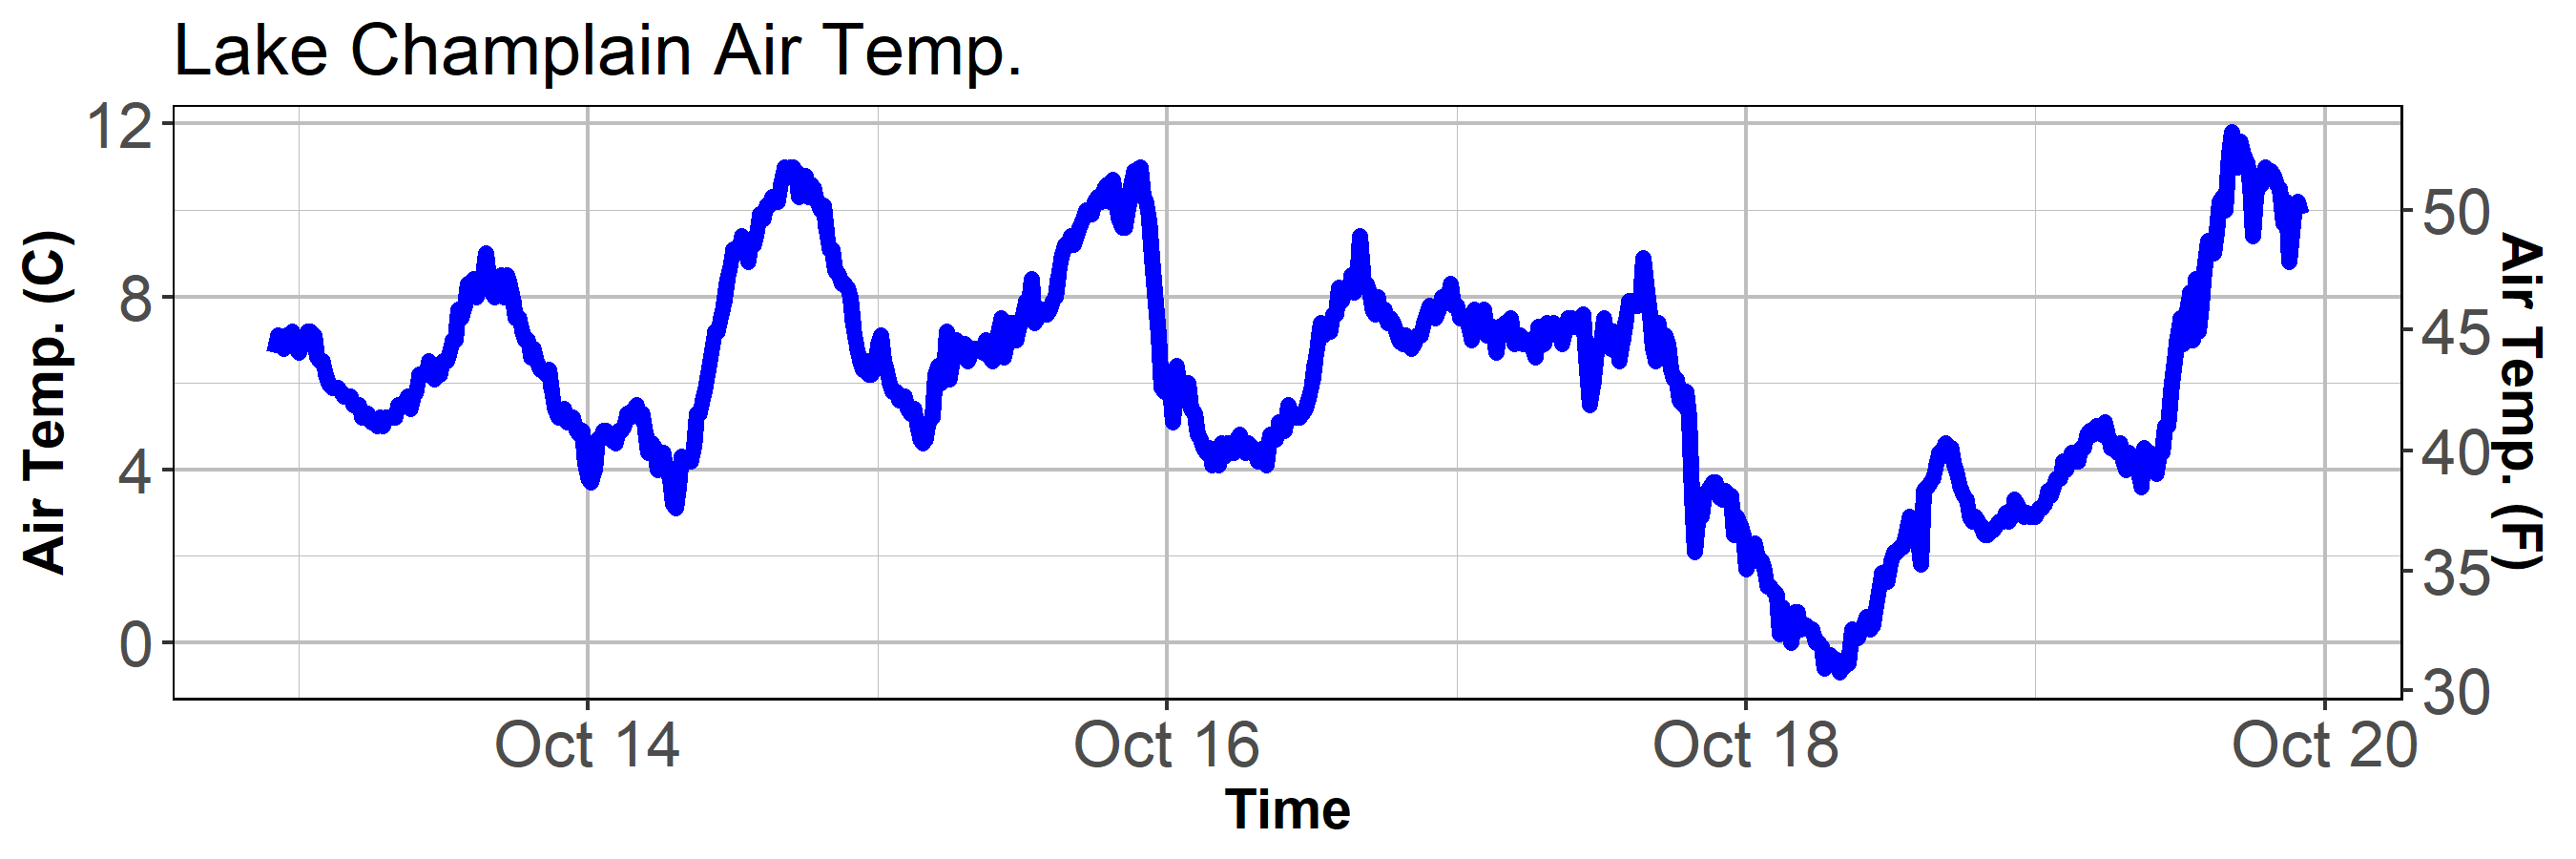 Lake Champlain Air Temp.
12
8
4
0
Air Temp. (C)
50
45
40
35
30
Air Temp. (F)
Oct 14 Oct 16 Oct 18 Oct 20
Time